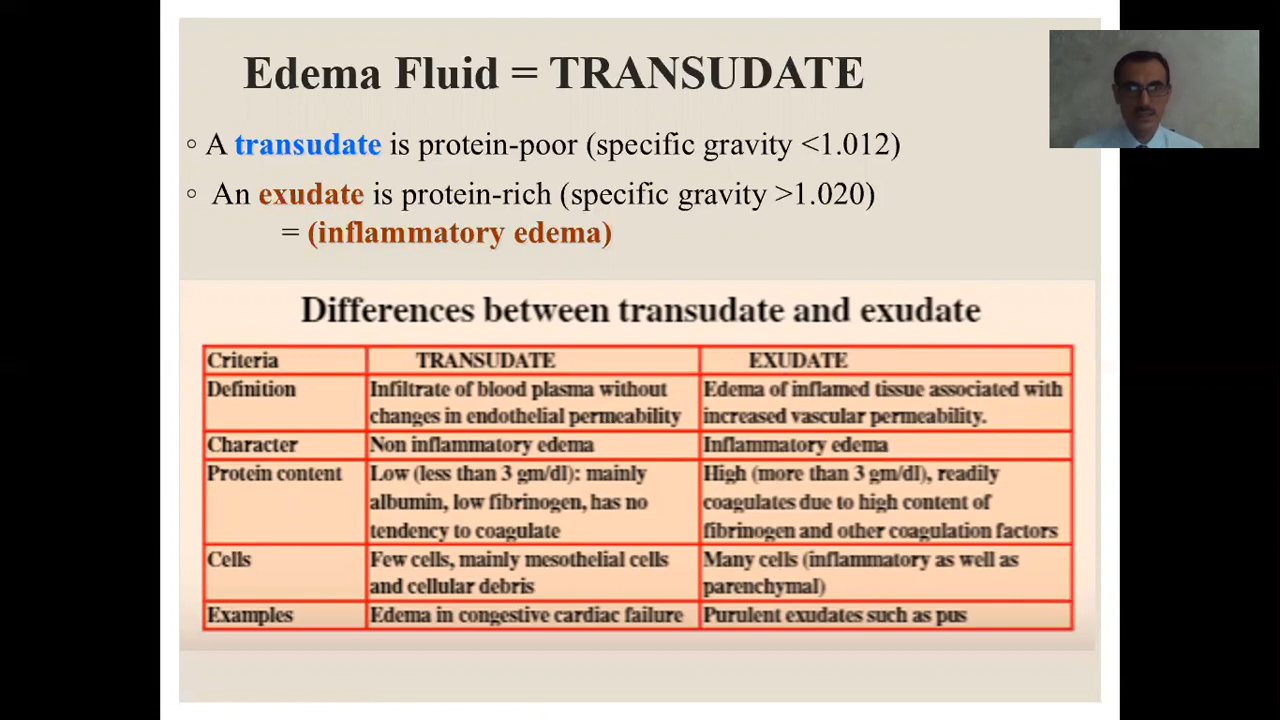 Edema Fluid = TRANSUDATE
◦ A transudate is protein-poor (specific gravity <1.012)
◦ An exudate is protein-rich (specific gravity >1.020)
= (inflammatory edema)
Differences between transudate and exudate
Criteria TRANSUDATE EXUDATE
Definition Infiltrate of blood plasma without Edema of inflamed tissue associated with
changes in endothelial permeability increased vascular permeability.
Character Non inflammatory edema Inflammatory edema
Protein content Low (less than 3 gm/dl): mainly High (more than 3 gm/dl), readily
albumin, low fibrinogen, has no coagulates due to high content of
tendency to coagulate fibrinogen and other coagulation factors
Cells Few cells, mainly mesothelial cells Many cells (inflammatory as well as
and cellular debris parenchymal)
Examples Edema in congestive cardiac failure Purulent exudates such as pus